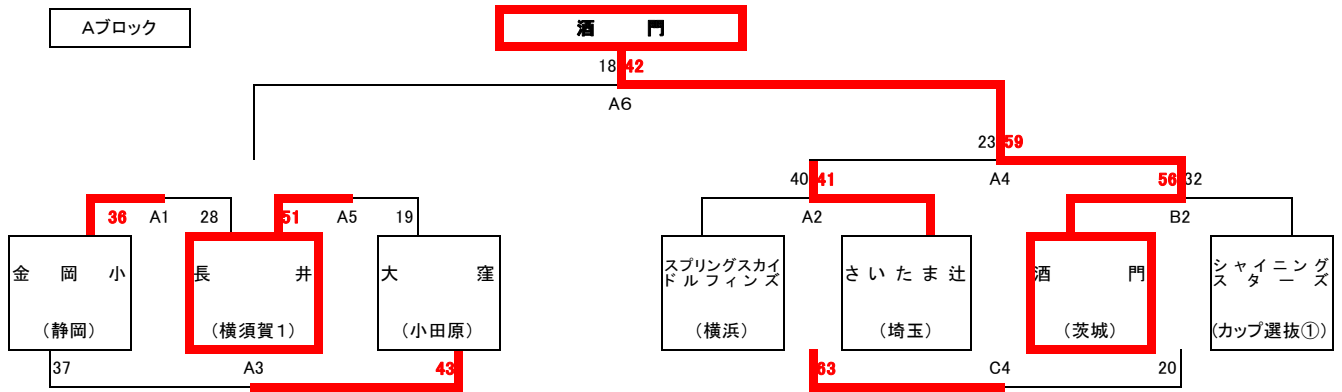 Aブロック
酒門
18 42
A6
23 59
40 41 A4 56 32
36 A1 28 51 A5 19 A2 B2
金岡小 長井 大窪 スプリングスカイドルフィンズ さいたま辻 酒門 シャイニングスターズ
(静岡) (横須賀1) (小田原) (横浜) (埼玉) (茨城) (カップ選抜①)
37 A3 43 63 C4 20